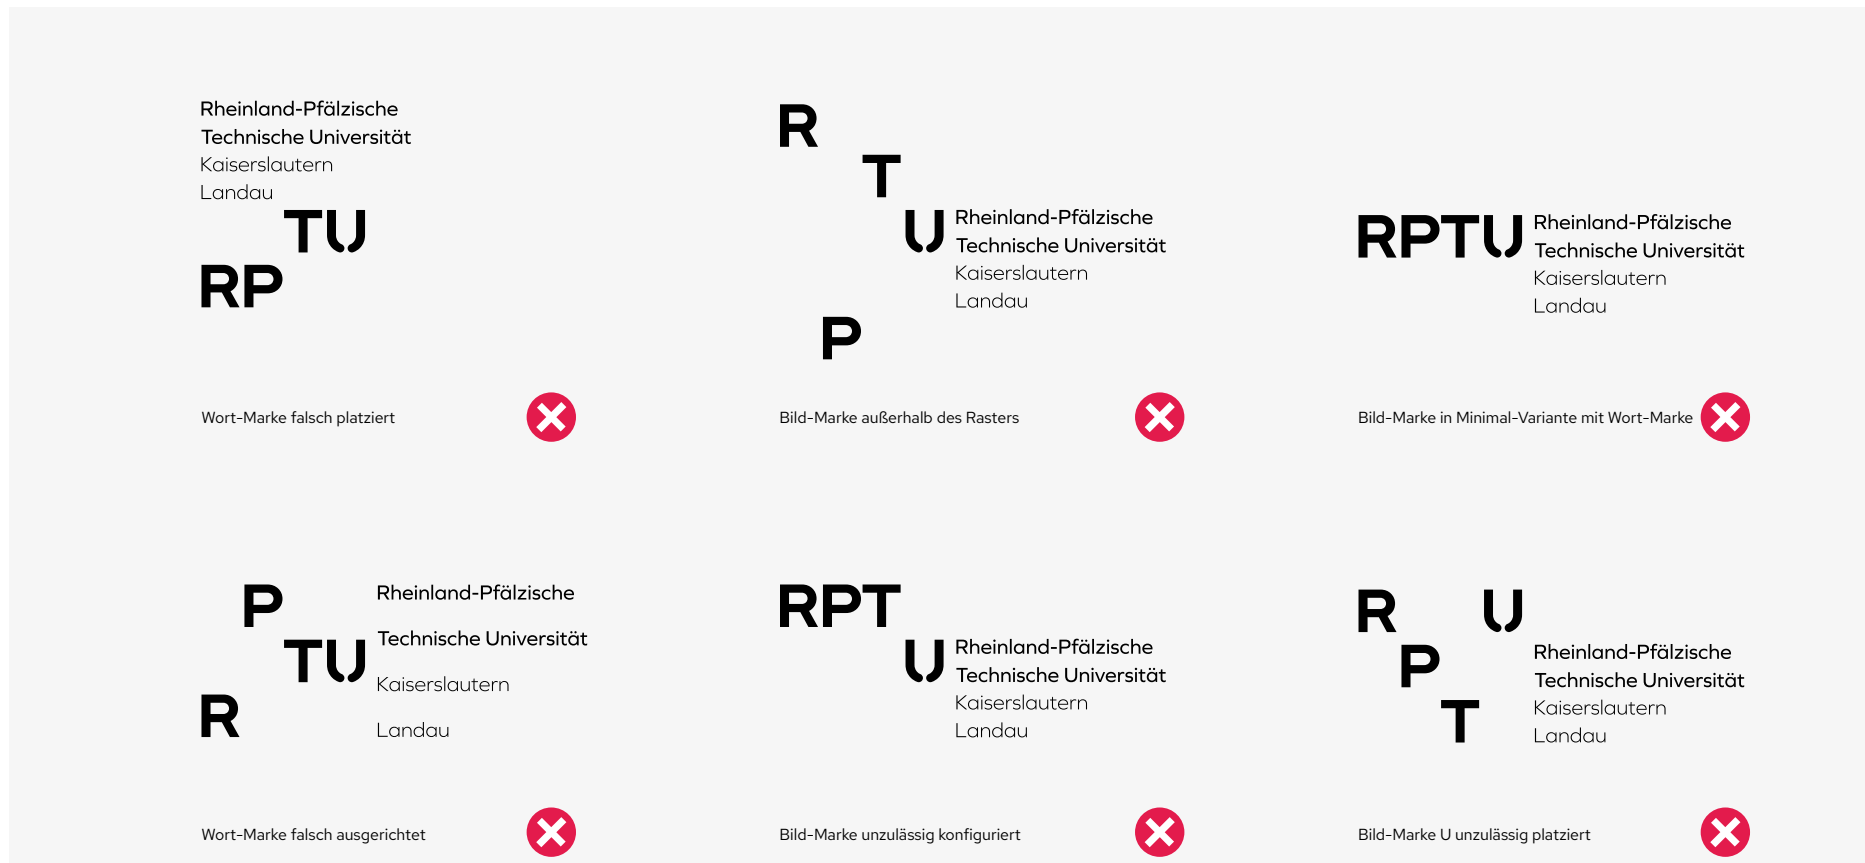 Rheinland-Pfälzische
Technische Universität
Kaiserslautern
Landau
TU
RP
Wort-Marke falsch platziert
R
T
U
Rheinland-Pfälzische
Technische Universität
Kaiserslautern
Landau
P
Bild-Marke außerhalb des Rasters
RPTU
Rheinland-Pfälzische
Technische Universität
Kaiserslautern
Landau
Bild-Marke in Minimal-Variante mit Wort-Marke
P
TU
R
Rheinland-Pfälzische
Technische Universität
Kaiserslautern
Landau
Wort-Marke falsch ausgerichtet
RPT
U
Rheinland-Pfälzische
Technische Universität
Kaiserslautern
Landau
Bild-Marke unzulässig konfiguriert
R U
P
T
Rheinland-Pfälzische
Technische Universität
Kaiserslautern
Landau
Bild-Marke U unzulässig platziert